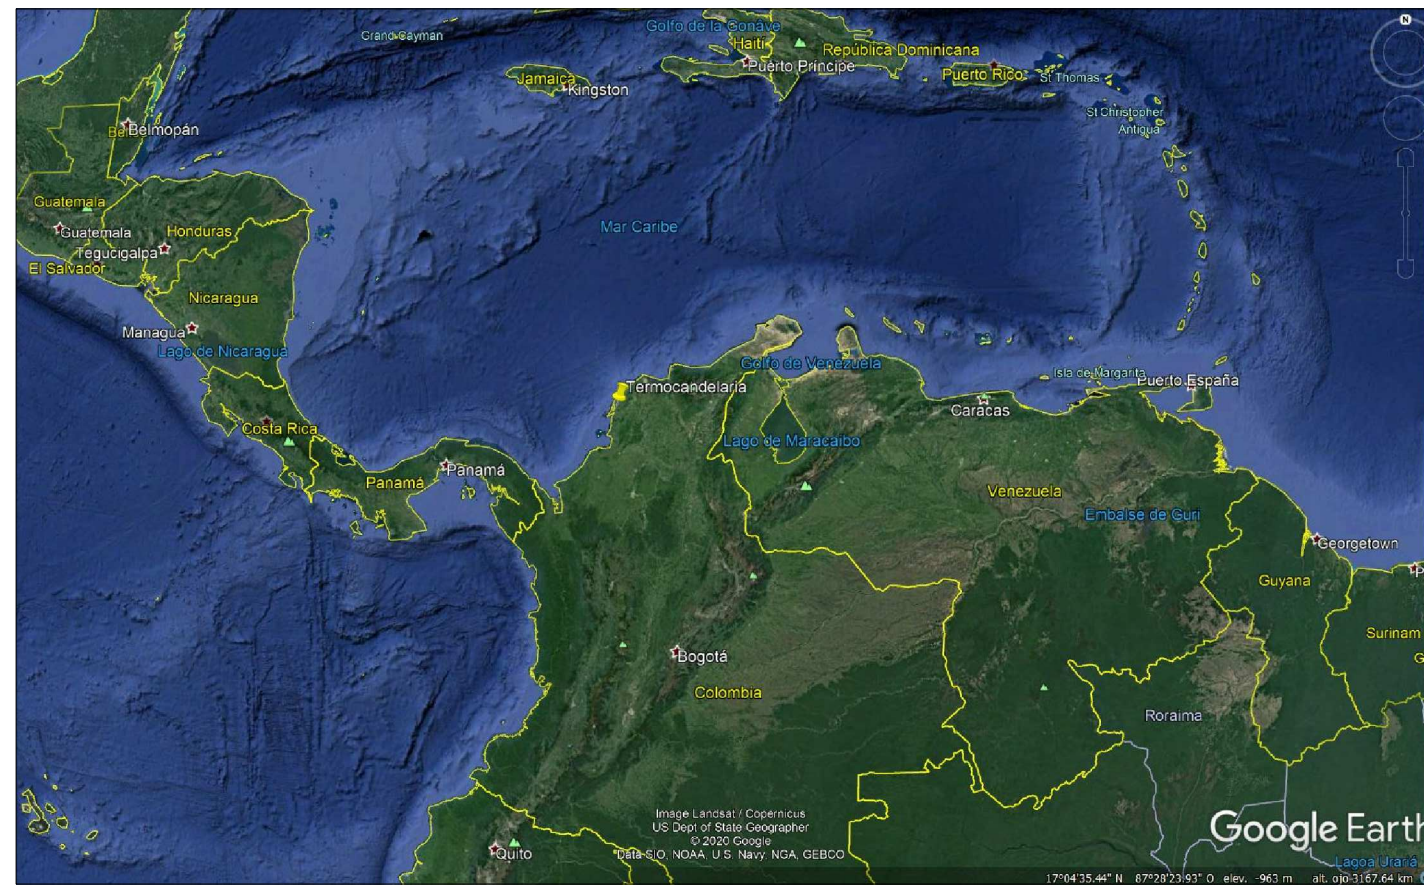 N
Golfo de la Gonave
Grand Cayman
Haití
República Dominicana
Puerto Príncipe
Puerto Rico
St Thomas
Jamaica
Kingston
St Christopher
Antigua
Belmopán
Guatemala
Guatemala
Honduras
Tegucigalpa
El Salvador
Mar Caribe
Nicaragua
Managua
Lago de Nicaragua
Golfo de Venezuela
Isla de Margarita
Puerto España
Termocandelaria
Caracas
Costa Rica
Lago de Maracaibo
Panamá
Panamá
Venezuela
Embalse de Guri
Georgetown
Guyana
Surinam
Bogotá
Colombia
Roraima
Image Landsat / Copernicus
US Dept of State Geographer
© 2020 Google
Data SIO, NOAA, U.S. Navy, NGA, GEBCO
Google Earth
Quito
Lagoa Urariá
17°04'35.44" N 87°28'23.93" O elev. -963 m alt. ojo 3167.64 km